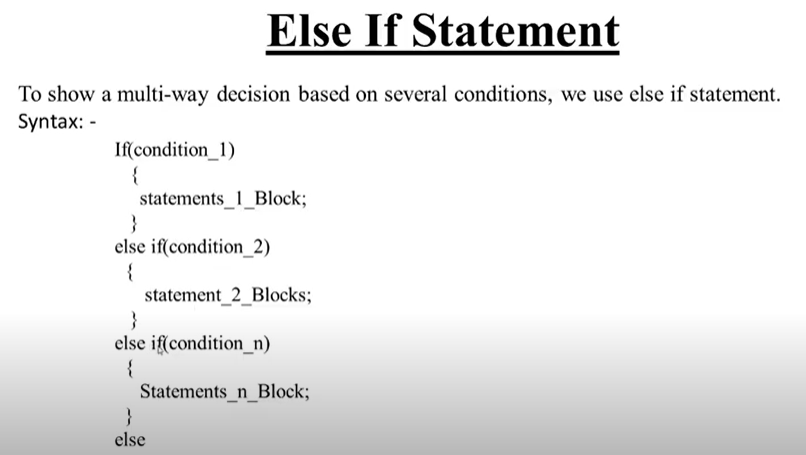 Else If Statement
To show a multi-way decision based on several conditions, we use else if statement.
Syntax: -
If(condition_1)
{
statements_1_Block;
}
else if(condition_2)
{
statement_2_Blocks;
}
else if(condition_n)
{
Statements_n_Block;
}
else